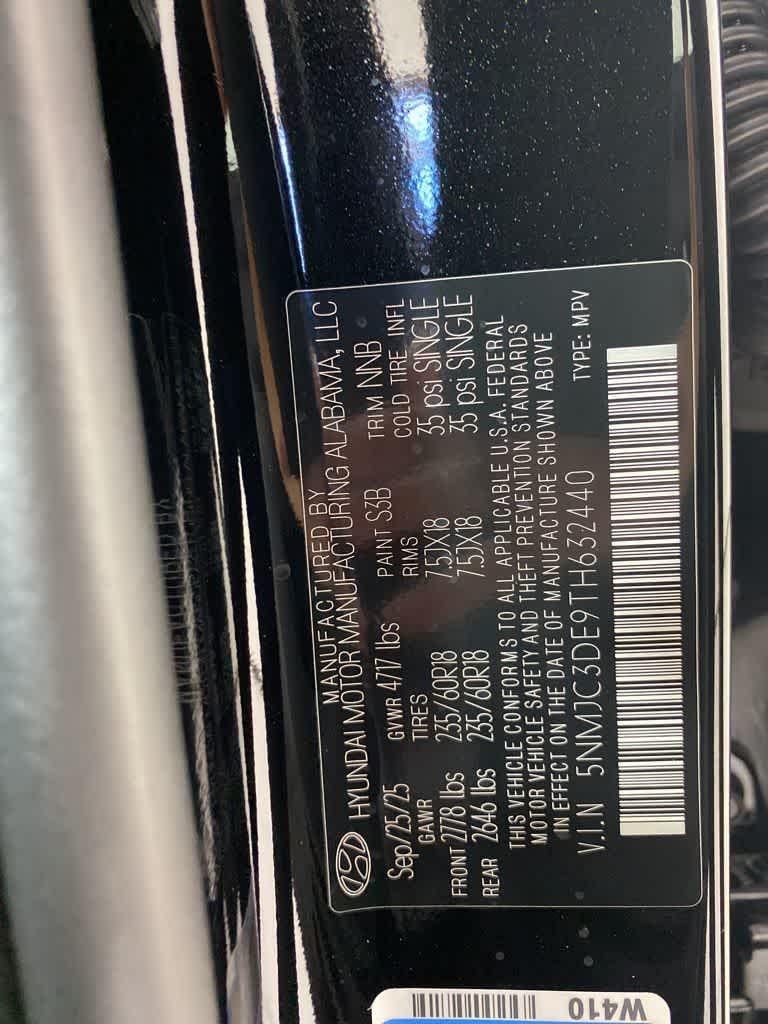 MANUFACTURED BY
HYUNDAI MOTOR MANUFACTURING ALABAMA, LLC
Sep/25/25 GVWR 4717 lbs PAINT S3B TRIM NNB
GAWR TIRES RIMS COLD TIRE INFL
FRONT 2778 lbs 235/60R18 7.5JX18 35 psi SINGLE
REAR 2646 lbs 235/60R18 7.5JX18 35 psi SINGLE
THIS VEHICLE CONFORMS TO ALL APPLICABLE U.S.A. FEDERAL
MOTOR VEHICLE SAFETY AND THEFT PREVENTION STANDARDS
IN EFFECT ON THE DATE OF MANUFACTURE SHOWN ABOVE
V.I.N 5NMJC3DE9TH632440 TYPE: MPV
W410